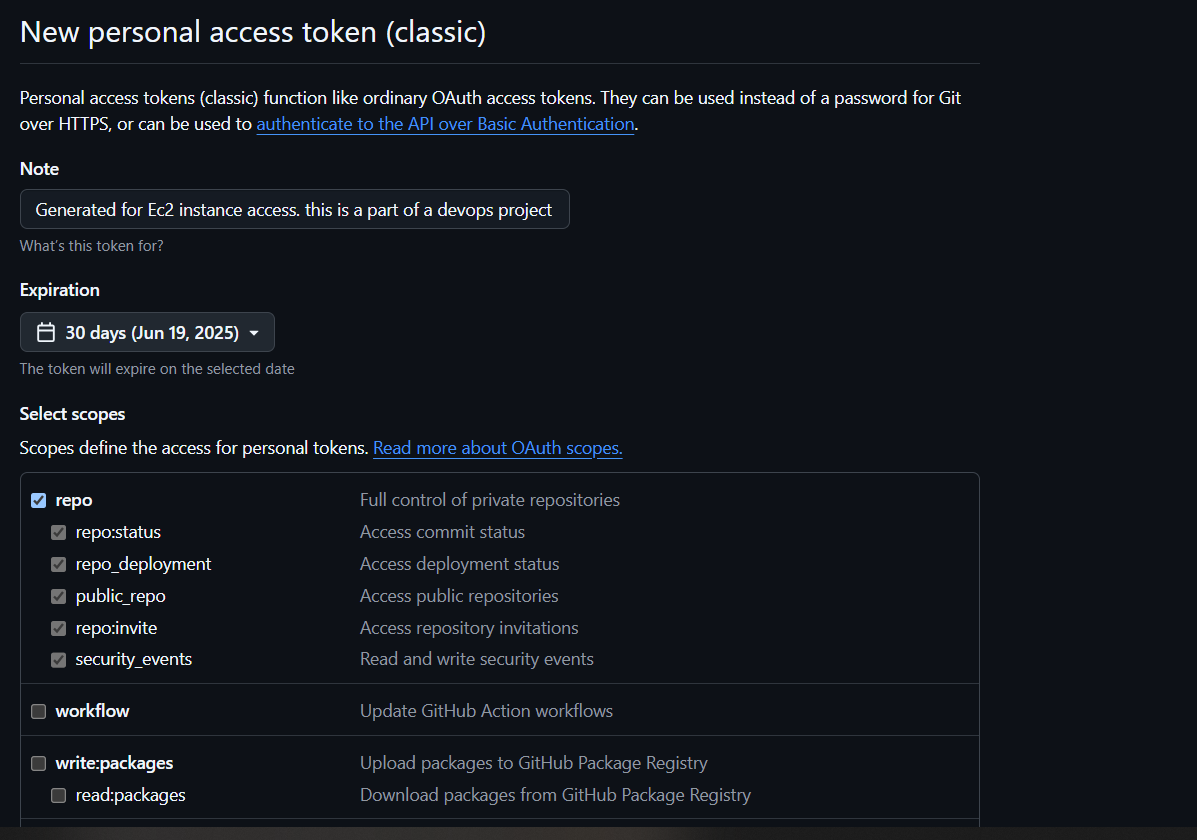 New personal access token (classic)
Personal access tokens (classic) function like ordinary OAuth access tokens. They can be used instead of a password for Git
over HTTPS, or can be used to authenticate to the API over Basic Authentication.
Note
Generated for Ec2 instance access. this is a part of a devops project
What's this token for?
Expiration
30 days (Jun 19, 2025)
The token will expire on the selected date
Select scopes
Scopes define the access for personal tokens. Read more about OAuth scopes.
repo Full control of private repositories
repo:status Access commit status
repo_deployment Access deployment status
public_repo Access public repositories
repo:invite Access repository invitations
security_events Read and write security events
workflow Update GitHub Action workflows
write:packages Upload packages to GitHub Package Registry
read:packages Download packages from GitHub Package Registry